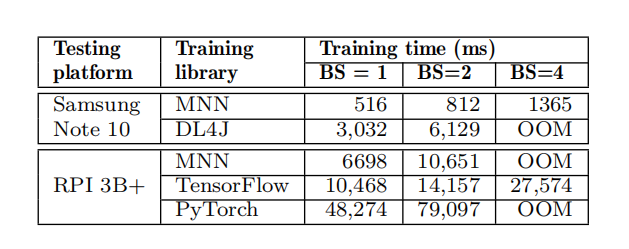 Testing platform Training library Training time (ms)
BS = 1 BS=2 BS=4
Samsung Note 10 MNN 516 812 1365
DL4J 3,032 6,129 OOM
RPI 3B+ MNN 6698 10,651 OOM
TensorFlow 10,468 14,157 27,574
PyTorch 48,274 79,097 OOM